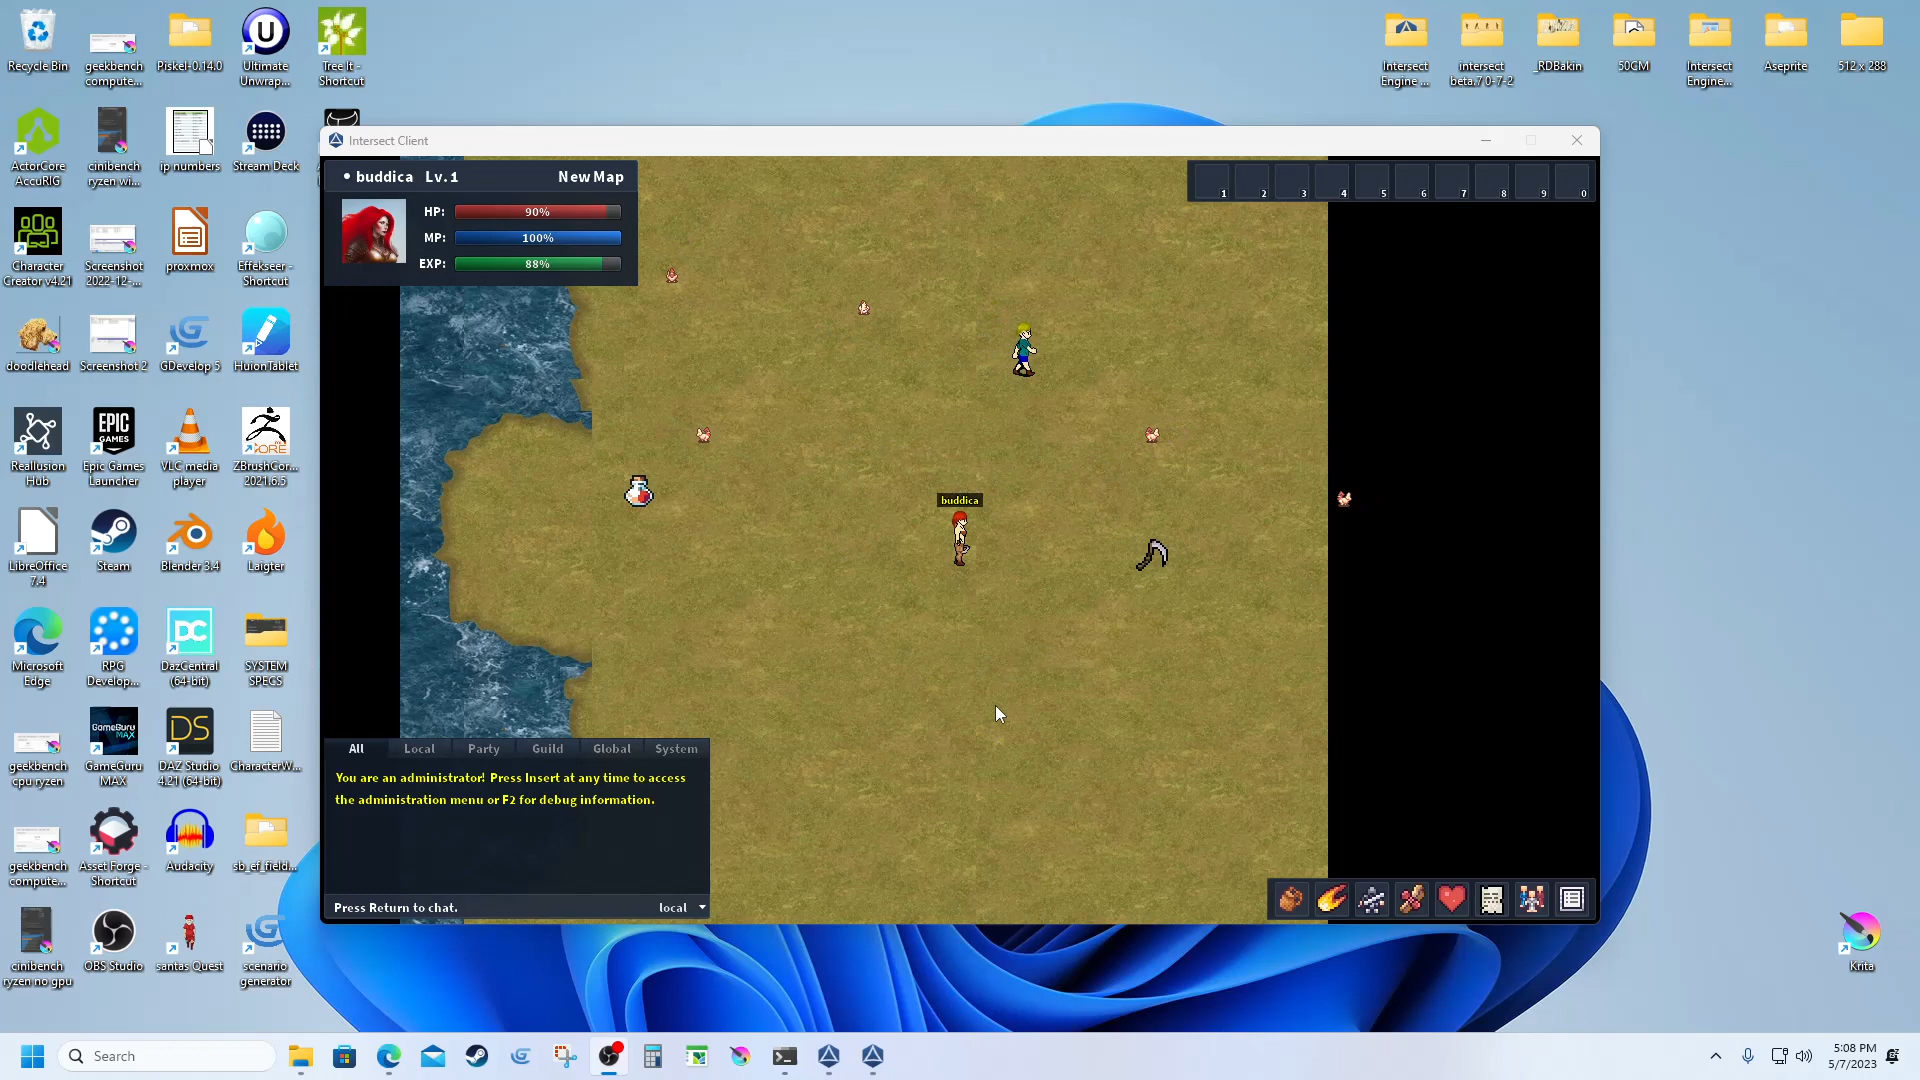 Recycle Bin
geekbench
compute...
Piskel-0.14.0
Ultimate
Unwrap...
Tree It -
Shortcut
Intersect
Engine ...
intersect
beta.7.0-7-2
_RDBakin
50CM
Intersect
Engine...
Aseprite
512 x 288
ActorCore
AccuRIG
cinibench
ryzen wi...
ip numbers
Stream Deck
Character
Creator v4.21
Screenshot
2022-12-...
proxmox
Effekseer -
Shortcut
doodlehead
Screenshot 2
GDevelop 5
HuionTablet
Reallusion
Hub
EPIC
GAMES
Epic Games
Launcher
VLC media
player
CORE
ZBrushCor...
2021.6.5
LibreOffice
7.4
Steam
Blender 3.4
Laigter
Microsoft
Edge
RPG
Develop...
DC
DazCentral
(64-bit)
SYSTEM
SPECS
geekbench
cpu ryzen
GameGuru
MAX
GameGuru
MAX
DS
DAZ Studio
4.21 (64-bit)
CharacterW...
geekbench
compute...
Asset Forge -
Shortcut
Audacity
sb_ef_field...
cinibench
ryzen no gpu
OBS Studio
santas Quest
scenario
generator
Krita
Intersect Client
• buddica Lv.1 New Map
HP: 90%
MP: 100%
EXP: 88%
1 2 3 4 5 6 7 8 9 0
buddica
All Local Party Guild Global System
You are an administrator! Press Insert at any time to access
the administration menu or F2 for debug information.
Press Return to chat. local
Search
5:08 PM
5/7/2023